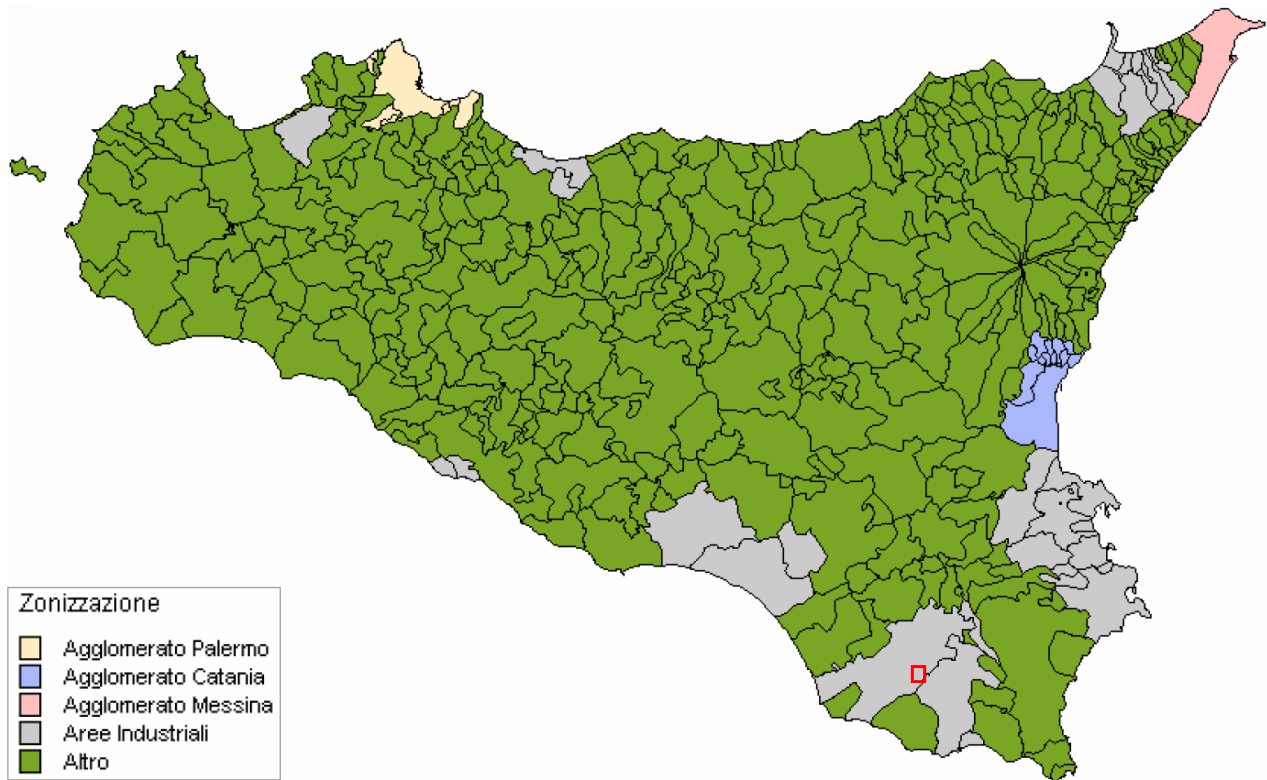 Zonizzazione
Agglomerato Palermo
Agglomerato Catania
Agglomerato Messina
Aree Industriali
Altro